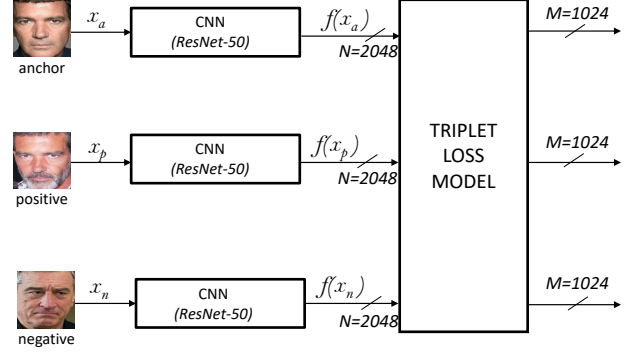 x_a CNN f(x_a) M=1024
(ResNet-50) N=2048
anchor
x_p CNN f(x_p) TRIPLET M=1024
(ResNet-50) LOSS
N=2048 MODEL
positive
x_n CNN f(x_n) M=1024
(ResNet-50) N=2048
negative